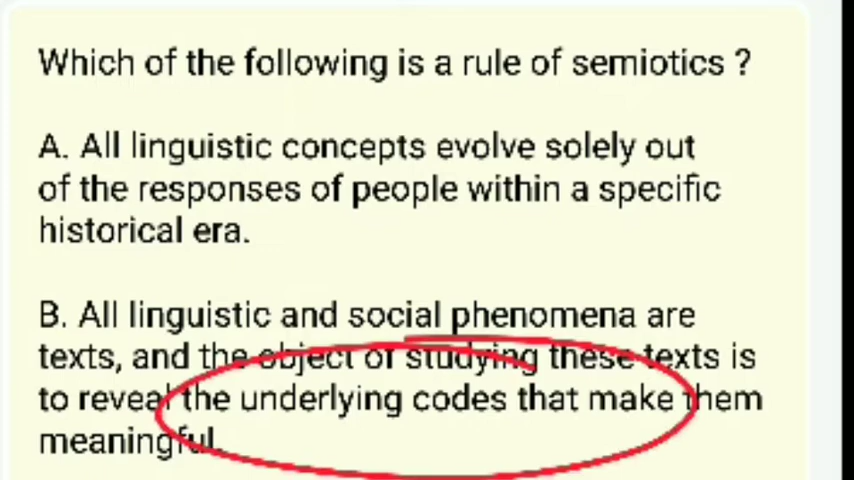 Which of the following is a rule of semiotics ?
A. All linguistic concepts evolve solely out
of the responses of people within a specific
historical era.
B. All linguistic and social phenomena are
texts, and the object of studying these texts is
to reveal the underlying codes that make them
meaningful.